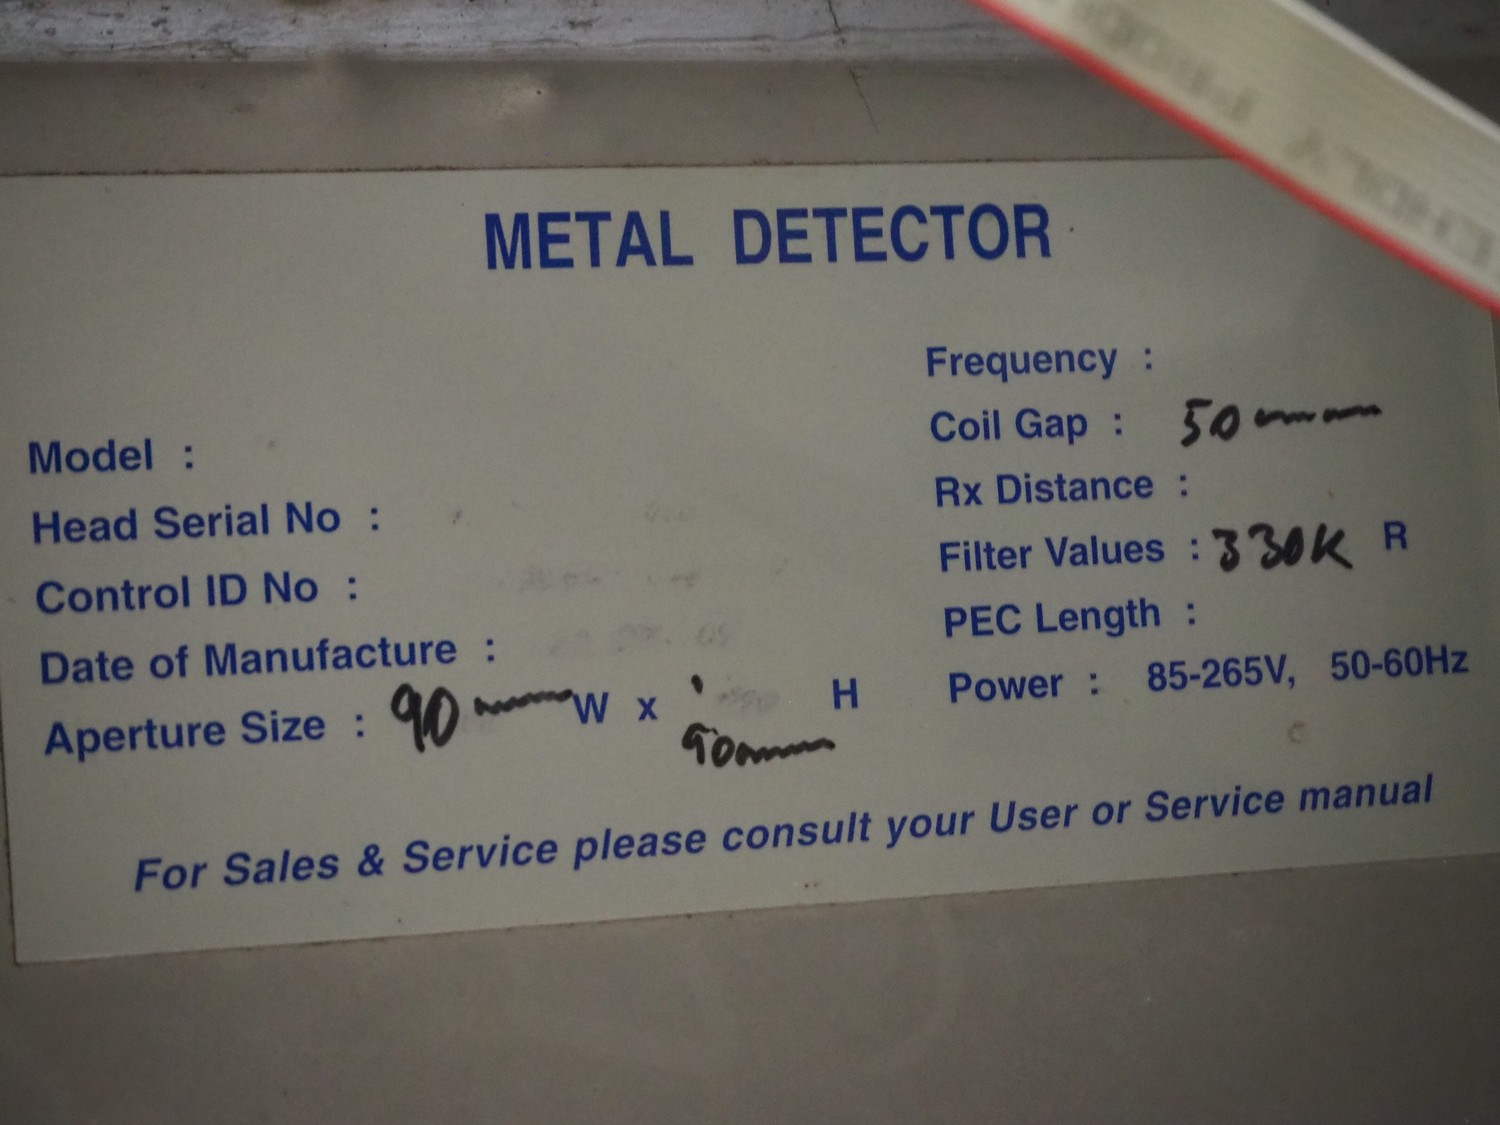 METAL DETECTOR
Model :
Head Serial No :
Control ID No :
Date of Manufacture :
Aperture Size : 90mm W x 90mm H
Frequency :
Coil Gap : 50mm
Rx Distance :
Filter Values : 330K R
PEC Length :
Power : 85-265V, 50-60Hz
For Sales & Service please consult your User or Service manual